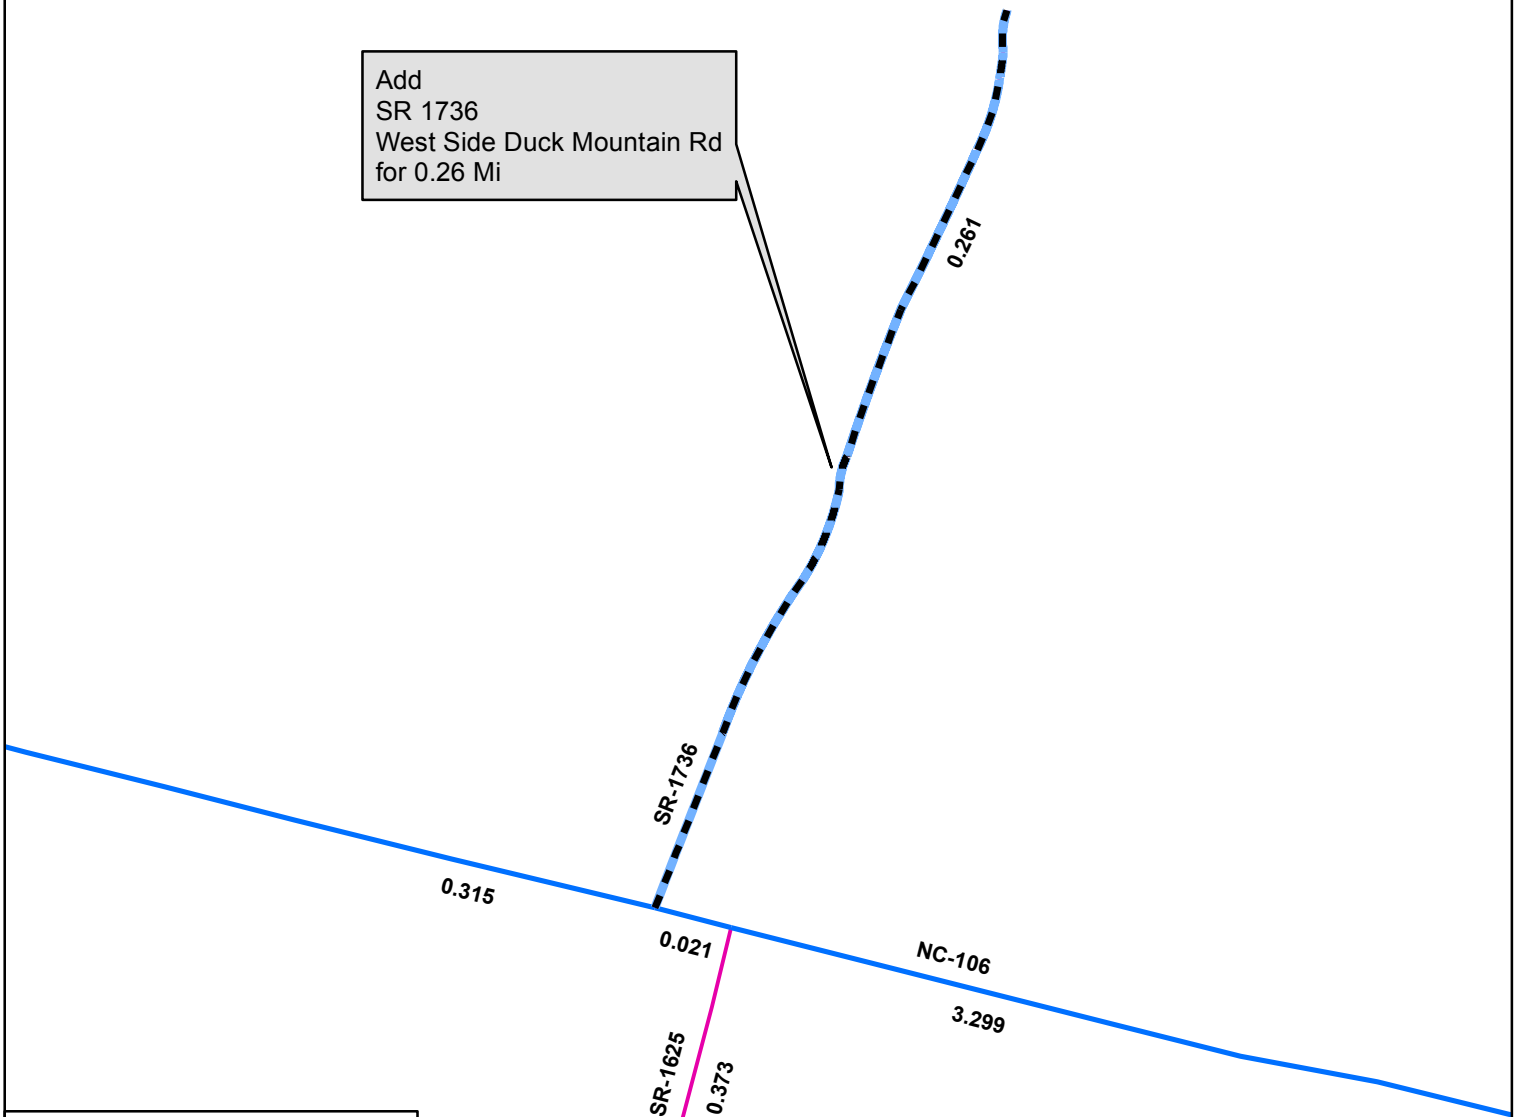 Add
SR 1736
West Side Duck Mountain Rd
for 0.26 Mi
0.261
SR-1736
0.315
0.021
NC-106
3.299
SR-1625
0.373